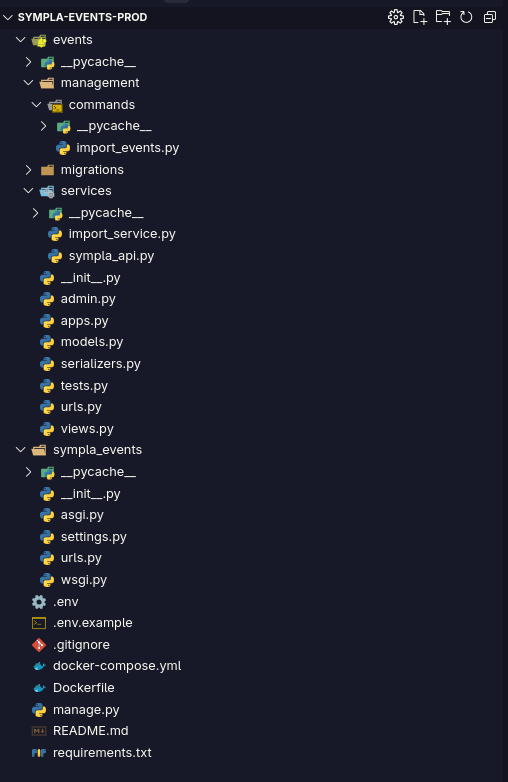 SYMPLA-EVENTS-PROD
events
__pycache__
management
commands
__pycache__
import_events.py
migrations
services
__pycache__
import_service.py
sympla_api.py
__init__.py
admin.py
apps.py
models.py
serializers.py
tests.py
urls.py
views.py
sympla_events
__pycache__
__init__.py
asgi.py
settings.py
urls.py
wsgi.py
.env
.env.example
.gitignore
docker-compose.yml
Dockerfile
manage.py
README.md
requirements.txt